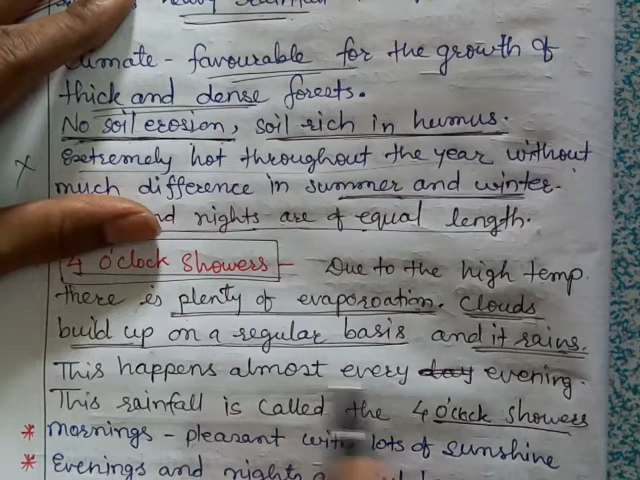 heavy rainfall
climate - favourable for the growth of
thick and dense forests.
No soil erosion, soil rich in humus.
x Extremely hot throughout the year without
much difference in summer and winter.
nights are of equal length.
4 o'clock Showers - Due to the high temp.
there is plenty of evaporation. Clouds
build up on a regular basis and it rains.
This happens almost every day evening.
This rainfall is called the 4 o'clock Showers
* Mornings - pleasant with lots of sunshine
* Evenings and nights